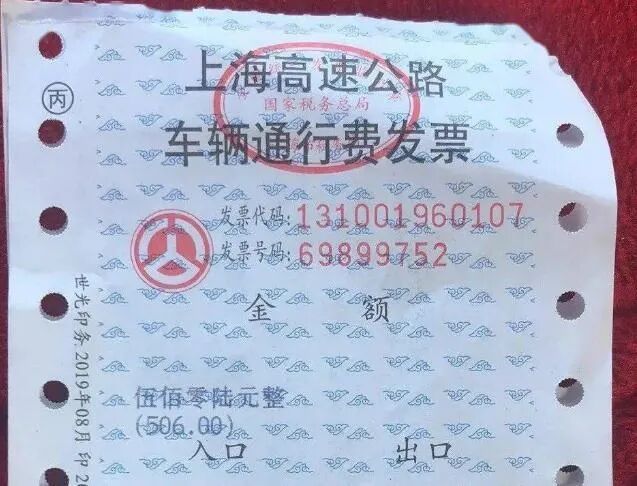 上海高速公路
国家税务总局
车辆通行费发票
丙
发票代码:131001960107
发票号码:69899752
金 额
伍佰零陆元整
(506.00)
入口 出口
世光印务 2019年08月 印 20